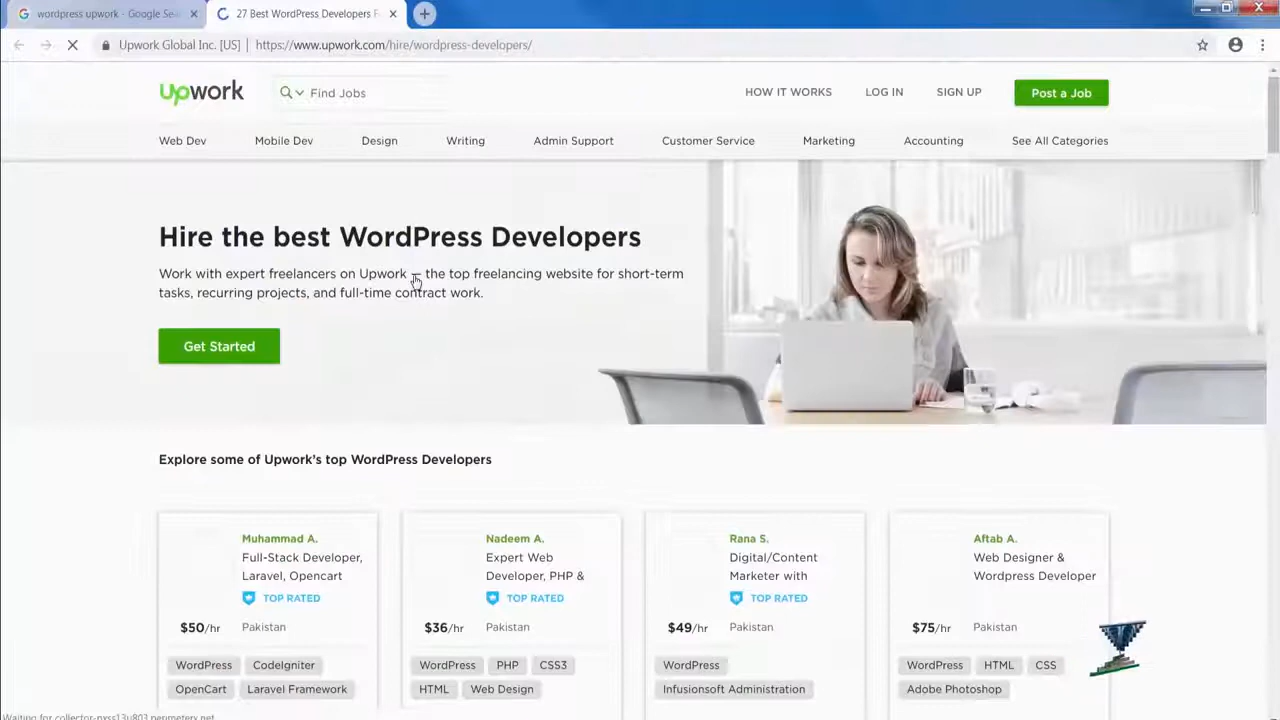 wordpress upwork - Google Sea
27 Best WordPress Developers F
Upwork Global Inc. [US] | https://www.upwork.com/hire/wordpress-developers/
upwork
Find Jobs
HOW IT WORKS
LOG IN
SIGN UP
Post a Job
Web Dev
Mobile Dev
Design
Writing
Admin Support
Customer Service
Marketing
Accounting
See All Categories
Hire the best WordPress Developers
Work with expert freelancers on Upwork — the top freelancing website for short-term
tasks, recurring projects, and full-time contract work.
Get Started
Explore some of Upwork's top WordPress Developers
Muhammad A.
Full-Stack Developer,
Laravel, Opencart
TOP RATED
$50/hr
Pakistan
WordPress
CodeIgniter
OpenCart
Laravel Framework
Nadeem A.
Expert Web
Developer, PHP &
TOP RATED
$36/hr
Pakistan
WordPress
PHP
CSS3
HTML
Web Design
Rana S.
Digital/Content
Marketer with
TOP RATED
$49/hr
Pakistan
WordPress
Infusionsoft Administration
Aftab A.
Web Designer &
Wordpress Developer
$75/hr
Pakistan
WordPress
HTML
CSS
Adobe Photoshop